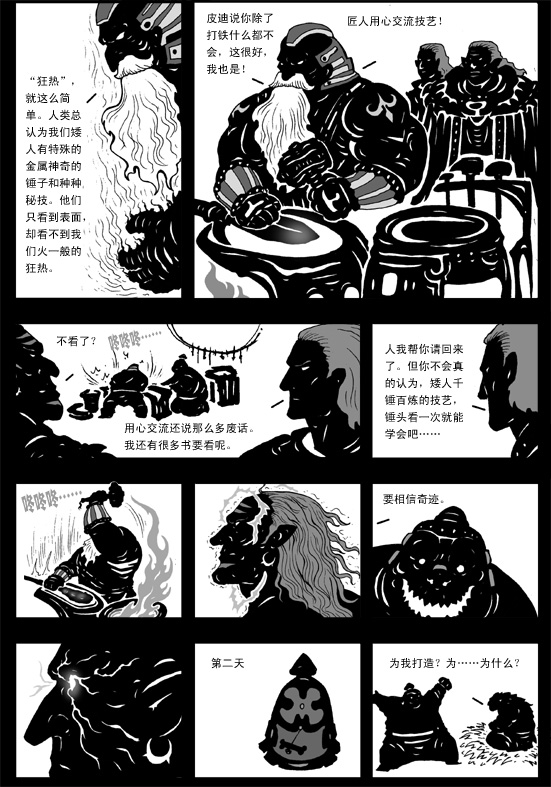 “狂热”，
就这么简
单。人类总
认为我们矮
人有特殊的
金属神奇的
锤子和种种
秘技。他们
只看到表面，
却看不到我
们火一般的
狂热。
皮迪说你除了
打铁什么都不
会，这很好，
我也是！
匠人用心交流技艺！
不看了？
咚咚咚……
用心交流还说那么多废话。
我还有很多书要看呢。
人我帮你请回来
了。但你不会真
的认为，矮人千
锤百炼的技艺，
锤头看一次就能
学会吧……
咚咚咚……
要相信奇迹。
第二天
为我打造？为……为什么？